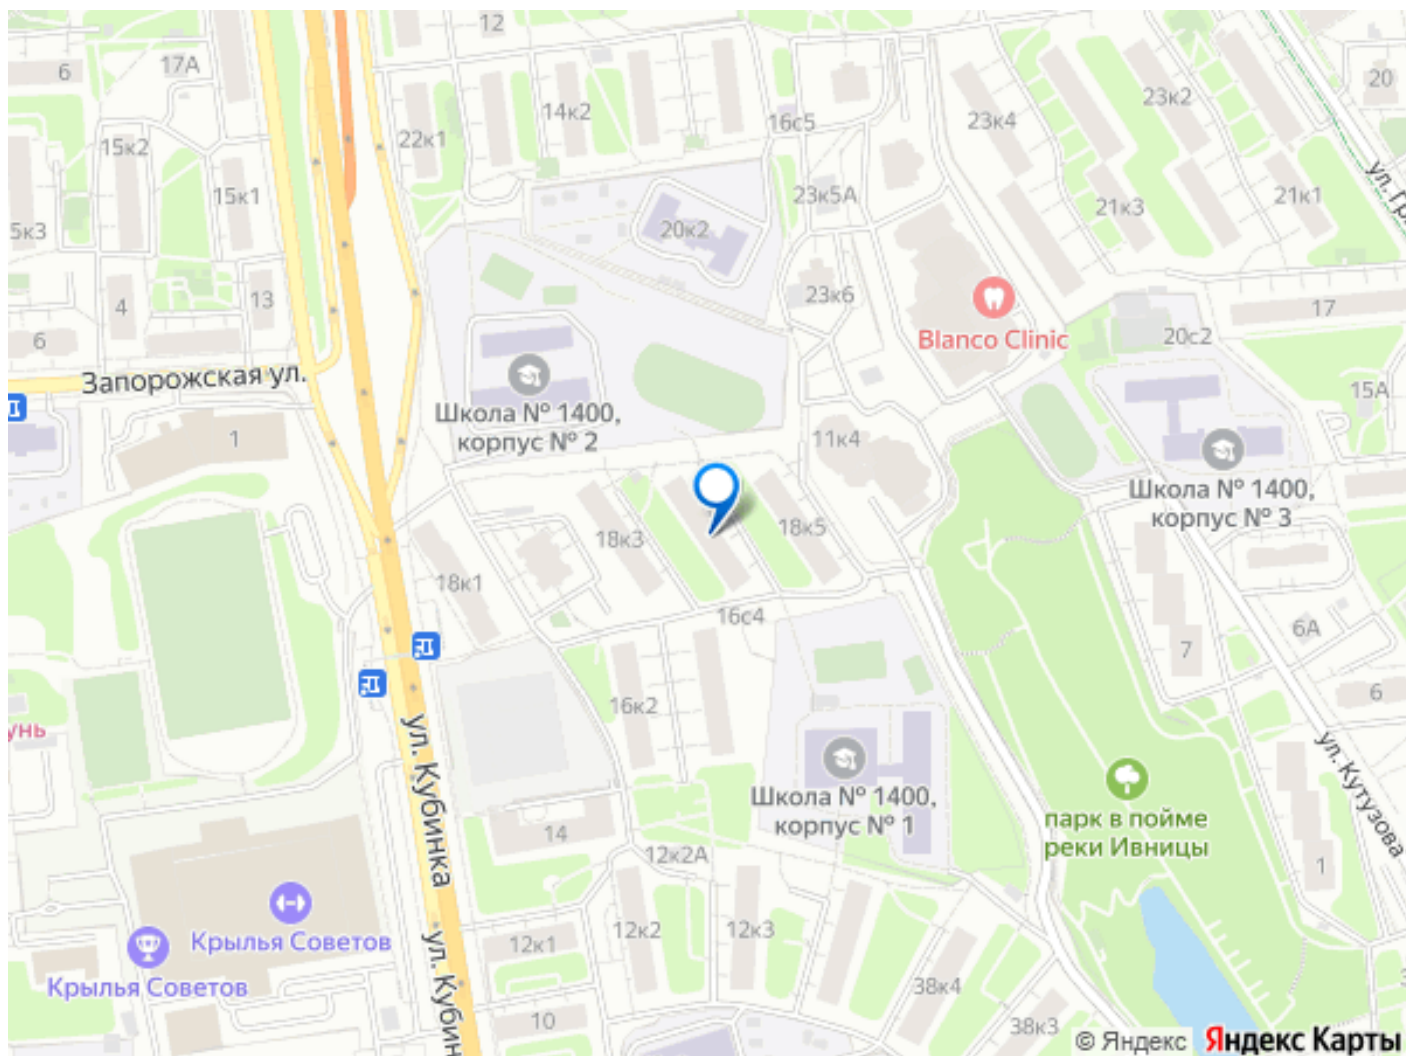 12
17А
6
20
14к2
23к2
16с5
23к4
22к1
15к2
ул. Гр
15к1
23к5А
21к1
21к3
5к3
20к2
23к6
13
4
17
Blanco Clinic
20с2
6
Запорожская ул.
15А
Школа № 1400,
корпус № 2
1
11к4
Школа № 1400,
корпус № 3
18к3
18к5
18к1
16с4
6А
7
16к2
6
унь
ул. Кубинка
ул. Кутузова
Школа № 1400,
корпус № 1
парк в пойме
реки Ивницы
14
12к2А
1
12к2
12к3
12к1
Крылья Советов
ул. Кубин
Крылья Советов
38к4
10
38к3
© Яндекс Яндекс Карты